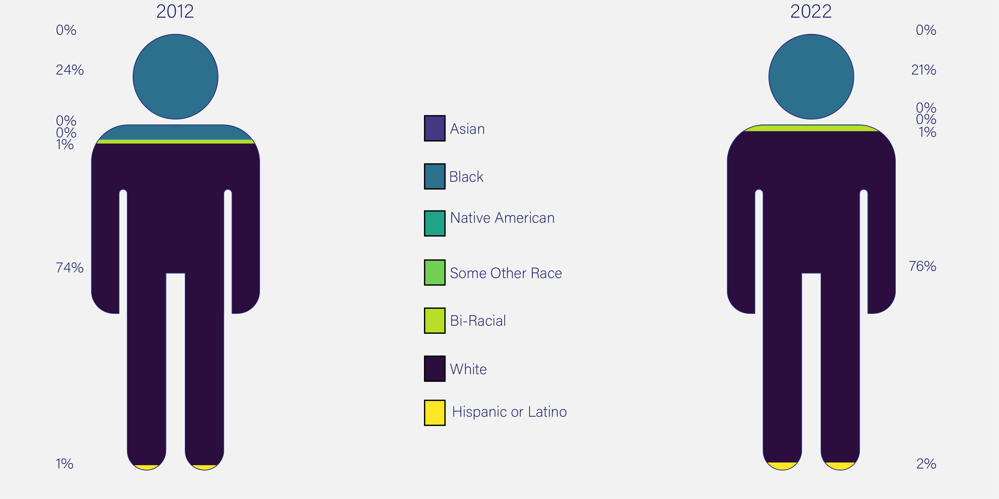 2012
0%
24%
0%
0%
1%
74%
1%
Asian
Black
Native American
Some Other Race
Bi-Racial
White
Hispanic or Latino
2022
0%
21%
0%
0%
1%
76%
2%